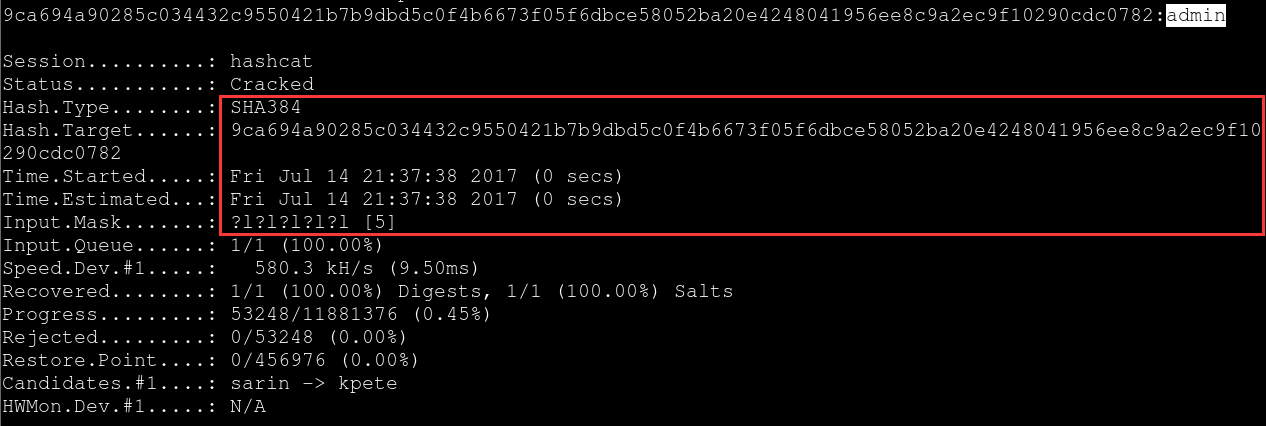 9ca694a90285c034432c9550421b7b9dbd5c0f4b6673f05f6dbce58052ba20e4248041956ee8c9a2ec9f10290cdc0782:admin
Session..........: hashcat
Status...........: Cracked
Hash.Type........: SHA384
Hash.Target......: 9ca694a90285c034432c9550421b7b9dbd5c0f4b6673f05f6dbce58052ba20e4248041956ee8c9a2ec9f10
290cdc0782
Time.Started.....: Fri Jul 14 21:37:38 2017 (0 secs)
Time.Estimated...: Fri Jul 14 21:37:38 2017 (0 secs)
Input.Mask.......: ?l?l?l?l?l [5]
Input.Queue......: 1/1 (100.00%)
Speed.Dev.#1.....:   580.3 kH/s (9.50ms)
Recovered........: 1/1 (100.00%) Digests, 1/1 (100.00%) Salts
Progress.........: 53248/11881376 (0.45%)
Rejected.........: 0/53248 (0.00%)
Restore.Point....: 0/456976 (0.00%)
Candidates.#1....: sarin -> kpete
HWMon.Dev.#1.....: N/A